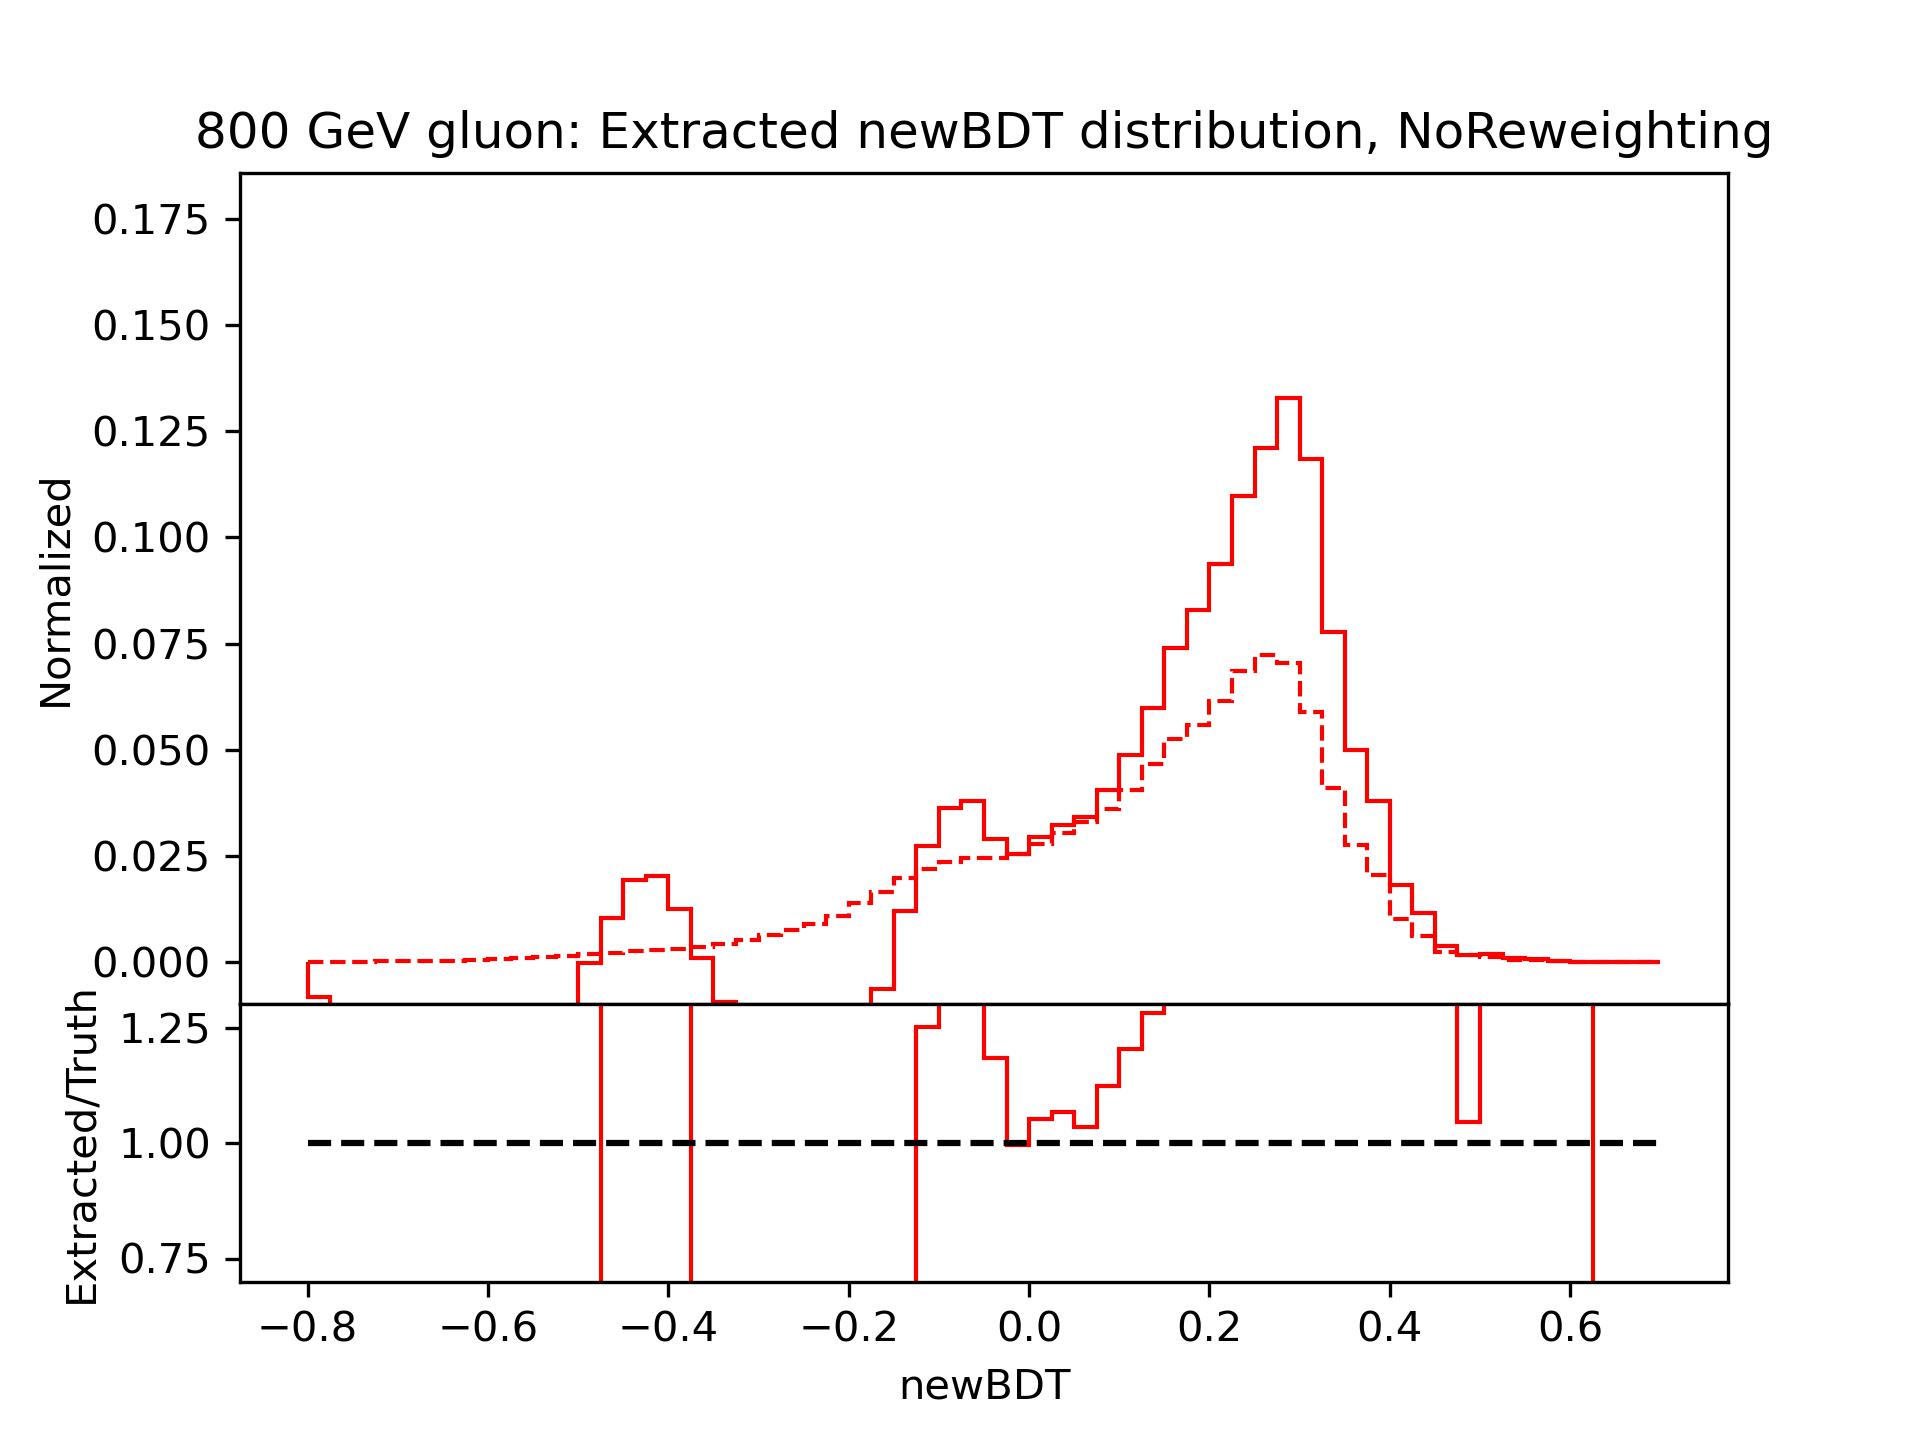 800 GeV gluon: Extracted newBDT distribution, NoReweighting
Normalized
0.175
0.150
0.125
0.100
0.075
0.050
0.025
0.000
Extracted/Truth
1.25
1.00
0.75
−0.8 −0.6 −0.4 −0.2 0.0 0.2 0.4 0.6
newBDT